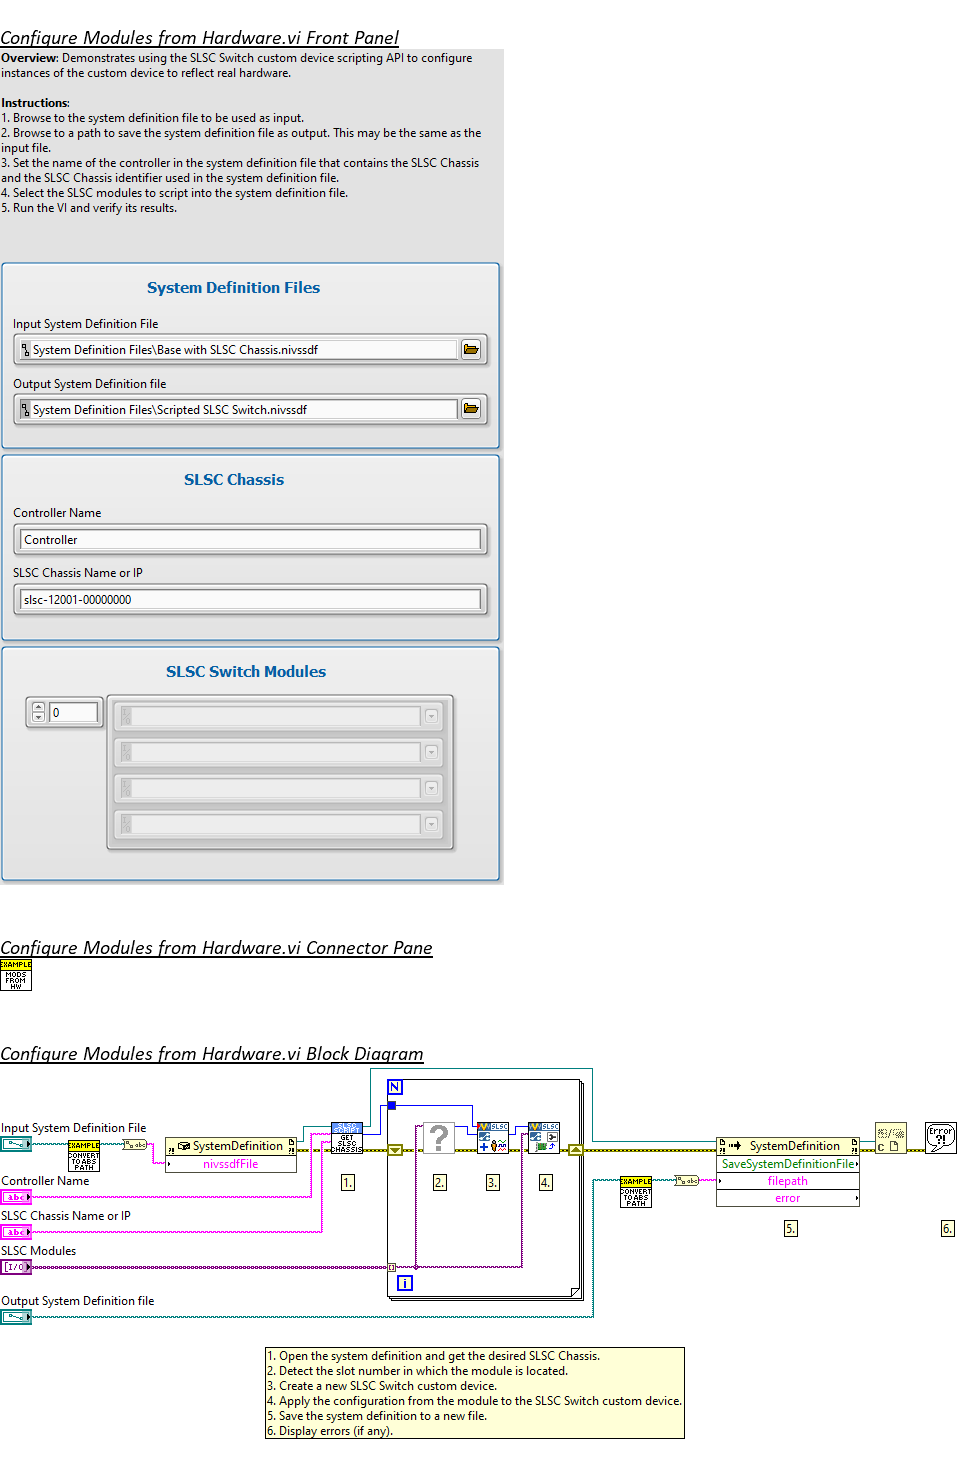 Configure Modules from Hardware.vi Front Panel
Overview: Demonstrates using the SLSC Switch custom device scripting API to configure
instances of the custom device to reflect real hardware.
Instructions:
1. Browse to the system definition file to be used as input.
2. Browse to a path to save the system definition file as output. This may be the same as the
input file.
3. Set the name of the controller in the system definition file that contains the SLSC Chassis
and the SLSC Chassis identifier used in the system definition file.
4. Select the SLSC modules to script into the system definition file.
5. Run the VI and verify its results.
System Definition Files
Input System Definition File
System Definition Files\Base with SLSC Chassis.nivssdf
Output System Definition file
System Definition Files\Scripted SLSC Switch.nivssdf
SLSC Chassis
Controller Name
Controller
SLSC Chassis Name or IP
slsc-12001-00000000
SLSC Switch Modules
0
Configure Modules from Hardware.vi Connector Pane
EXAMPLE
MODS
FROM
HW
Configure Modules from Hardware.vi Block Diagram
N
Input System Definition File
EXAMPLE
CONVERT
TO ABS
PATH
abc
SystemDefinition
nivssdfFile
SLSC
SCRIPT
GET
SLSC
CHASSIS
?
SLSC
SLSC
SystemDefinition
SaveSystemDefinitionFile
filepath
error
Error
?!
Controller Name
abc
1.
2.
3.
4.
EXAMPLE
CONVERT
TO ABS
PATH
abc
SLSC Chassis Name or IP
abc
5.
6.
SLSC Modules
I/O
i
Output System Definition file
1. Open the system definition and get the desired SLSC Chassis.
2. Detect the slot number in which the module is located.
3. Create a new SLSC Switch custom device.
4. Apply the configuration from the module to the SLSC Switch custom device.
5. Save the system definition to a new file.
6. Display errors (if any).